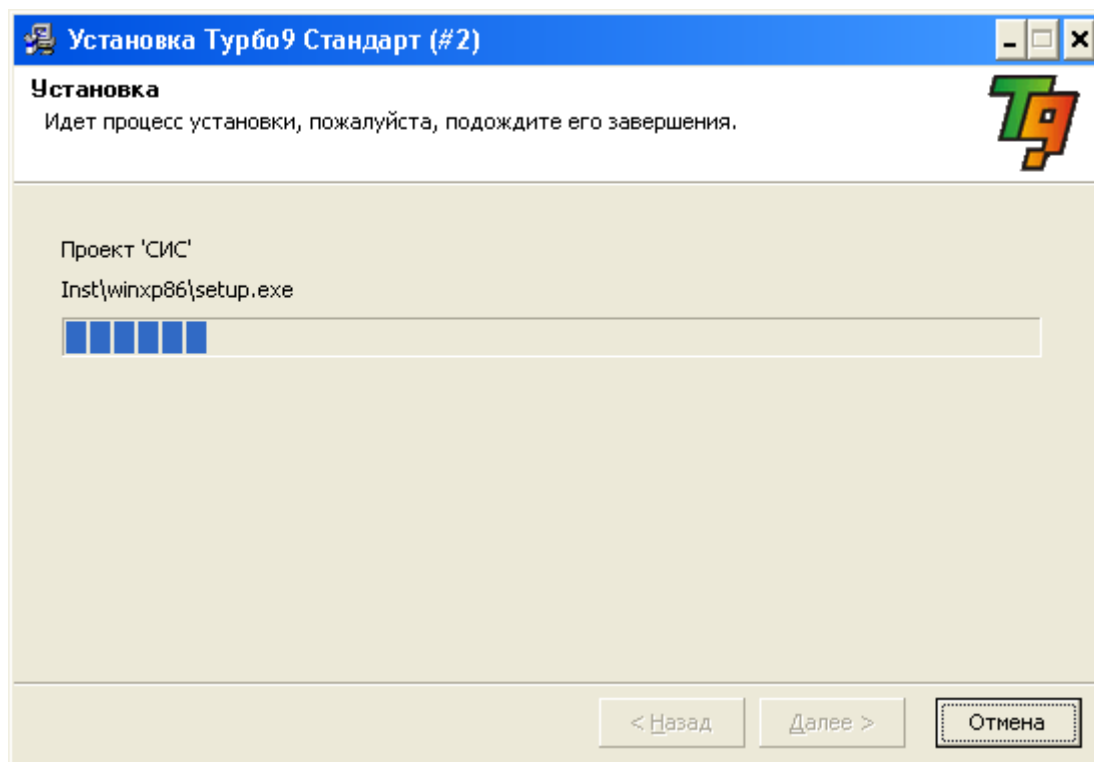 Установка Турбо9 Стандарт (#2)
Установка
Идет процесс установки, пожалуйста, подождите его завершения.
T9
Проект 'СИС'
Inst\winxp86\setup.exe
< Назад
Далее >
Отмена